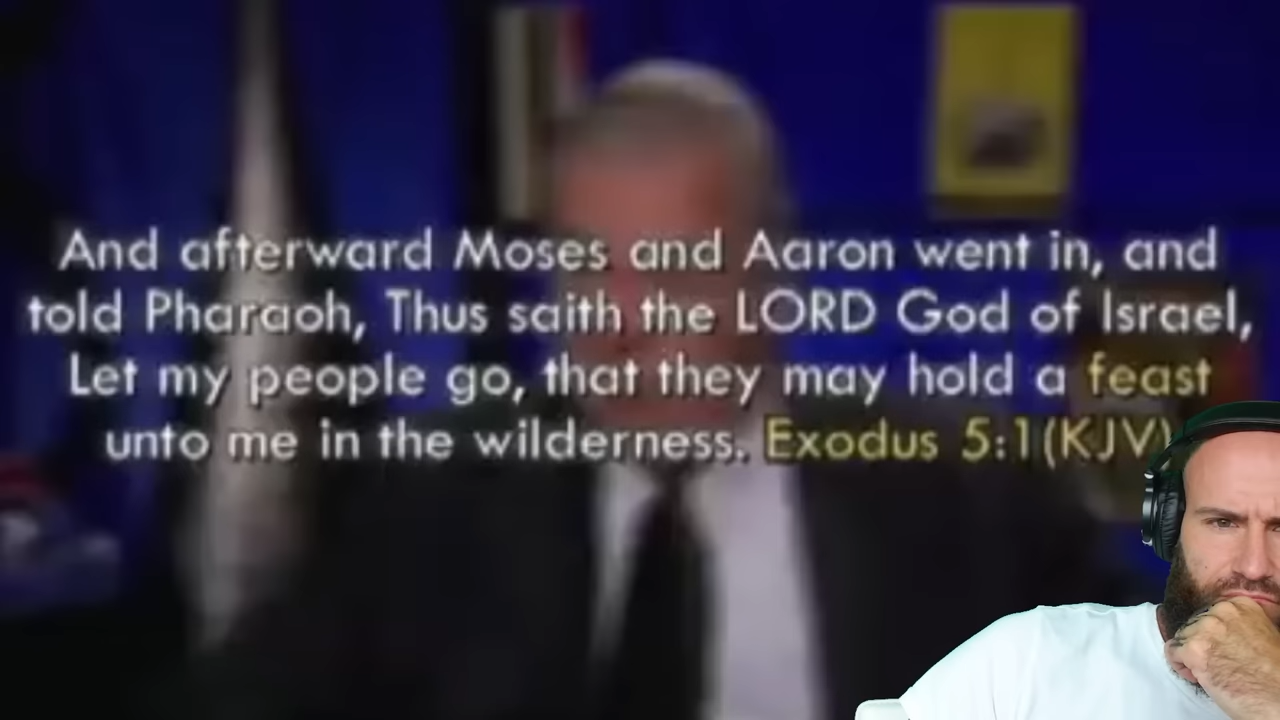 And afterward Moses and Aaron went in, and
told Pharaoh, Thus saith the LORD God of Israel,
Let my people go, that they may hold a feast
unto me in the wilderness. Exodus 5:1(KJV)